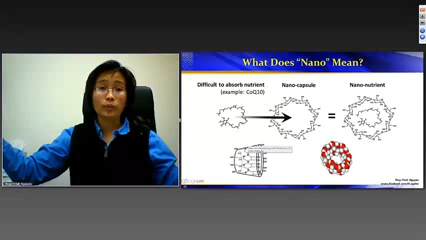 What Does "Nano" Mean?
Difficult to absorb nutrient
(example: CoQ10)
Nano-capsule
Nano-nutrient
=